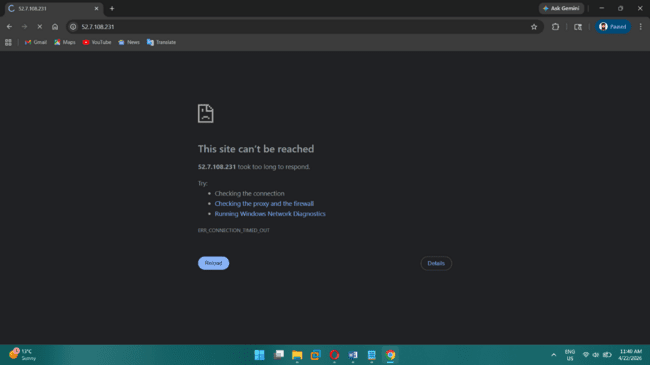 52.7.108.231
Ask Gemini
52.7.108.231
Paused
Gmail
Maps
YouTube
News
Translate
This site can't be reached
52.7.108.231 took too long to respond.
Try:
Checking the connection
Checking the proxy and the firewall
Running Windows Network Diagnostics
ERR_CONNECTION_TIMED_OUT
Reload
Details
13°C
Sunny
ENG
US
11:40 AM
4/22/2026